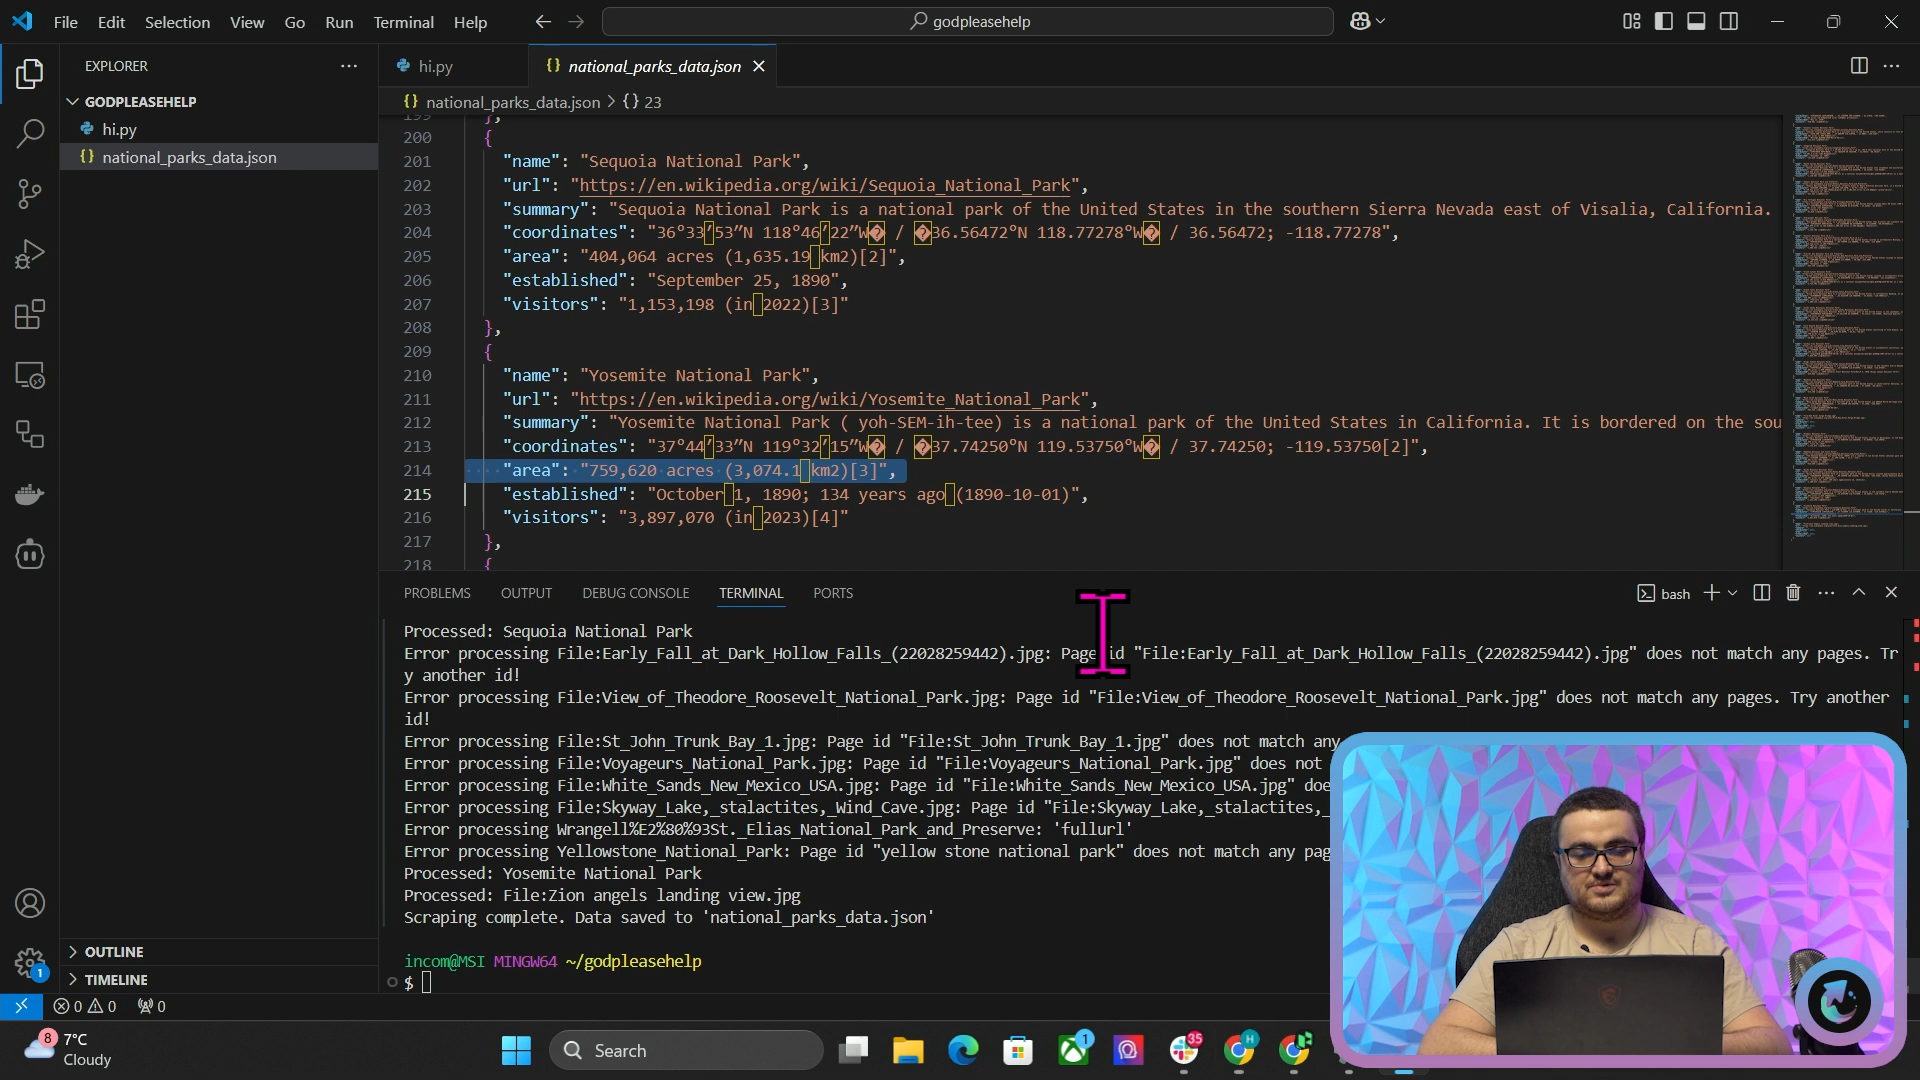 File Edit Selection View Go Run Terminal Help
godpleasehelp
EXPLORER
GODPLEASEHELP
hi.py
national_parks_data.json
OUTLINE
TIMELINE
hi.py
national_parks_data.json
national_parks_data.json > {} 23
199 },
200 {
201 "name": "Sequoia National Park",
202 "url": "https://en.wikipedia.org/wiki/Sequoia_National_Park",
203 "summary": "Sequoia National Park is a national park of the United States in the southern Sierra Nevada east of Visalia, California.
204 "coordinates": "36°33′53″N 118°46′22″W� / �36.56472°N 118.77278°W� / 36.56472; -118.77278",
205 "area": "404,064 acres (1,635.19 km2)[2]",
206 "established": "September 25, 1890",
207 "visitors": "1,153,198 (in 2022)[3]"
208 },
209 {
210 "name": "Yosemite National Park",
211 "url": "https://en.wikipedia.org/wiki/Yosemite_National_Park",
212 "summary": "Yosemite National Park ( yoh-SEM-ih-tee) is a national park of the United States in California. It is bordered on the sou
213 "coordinates": "37°44′33″N 119°32′15″W� / �37.74250°N 119.53750°W� / 37.74250; -119.53750[2]",
214 "area": "759,620 acres (3,074.1 km2)[3]",
215 "established": "October 1, 1890; 134 years ago (1890-10-01)",
216 "visitors": "3,897,070 (in 2023)[4]"
217 },
218 {
PROBLEMS OUTPUT DEBUG CONSOLE TERMINAL PORTS
bash
Processed: Sequoia National Park
Error processing File:Early_Fall_at_Dark_Hollow_Falls_(22028259442).jpg: Page id "File:Early_Fall_at_Dark_Hollow_Falls_(22028259442).jpg" does not match any pages. Tr
y another id!
Error processing File:View_of_Theodore_Roosevelt_National_Park.jpg: Page id "File:View_of_Theodore_Roosevelt_National_Park.jpg" does not match any pages. Try another
id!
Error processing File:St_John_Trunk_Bay_1.jpg: Page id "File:St_John_Trunk_Bay_1.jpg" does not match any
Error processing File:Voyageurs_National_Park.jpg: Page id "File:Voyageurs_National_Park.jpg" does not
Error processing File:White_Sands_New_Mexico_USA.jpg: Page id "File:White_Sands_New_Mexico_USA.jpg" doe
Error processing File:Skyway_Lake,_stalactites,_Wind_Cave.jpg: Page id "File:Skyway_Lake,_stalactites,_
Error processing Wrangell%E2%80%93St._Elias_National_Park_and_Preserve: 'fullurl'
Error processing Yellowstone_National_Park: Page id "yellow stone national park" does not match any pag
Processed: Yosemite National Park
Processed: File:Zion angels landing view.jpg
Scraping complete. Data saved to 'national_parks_data.json'
incom@MSI MINGW64 ~/godpleasehelp
$
1
0 0 0
8
7°C
Cloudy
Search
1
35
H